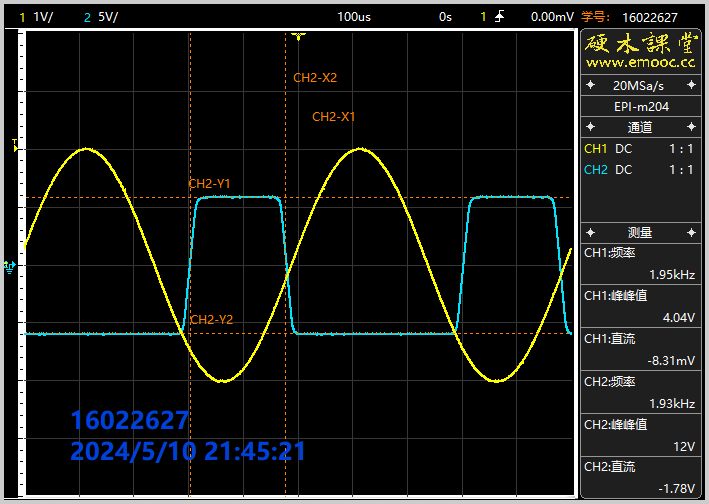 1 1V/ 2 5V/ 100us 0s 1 0.00mV 学号: 16022627
硬木課堂
www.emooc.cc
20MSa/s
EPI-m204
通道
CH1 DC 1 : 1
CH2 DC 1 : 1
测量
CH1:频率
1.95kHz
CH1:峰峰值
4.04V
CH1:直流
-8.31mV
CH2:频率
1.93kHz
CH2:峰峰值
12V
CH2:直流
-1.78V
CH2-X2
CH2-X1
T
CH2-Y1
CH2-Y2
16022627
2024/5/10 21:45:21